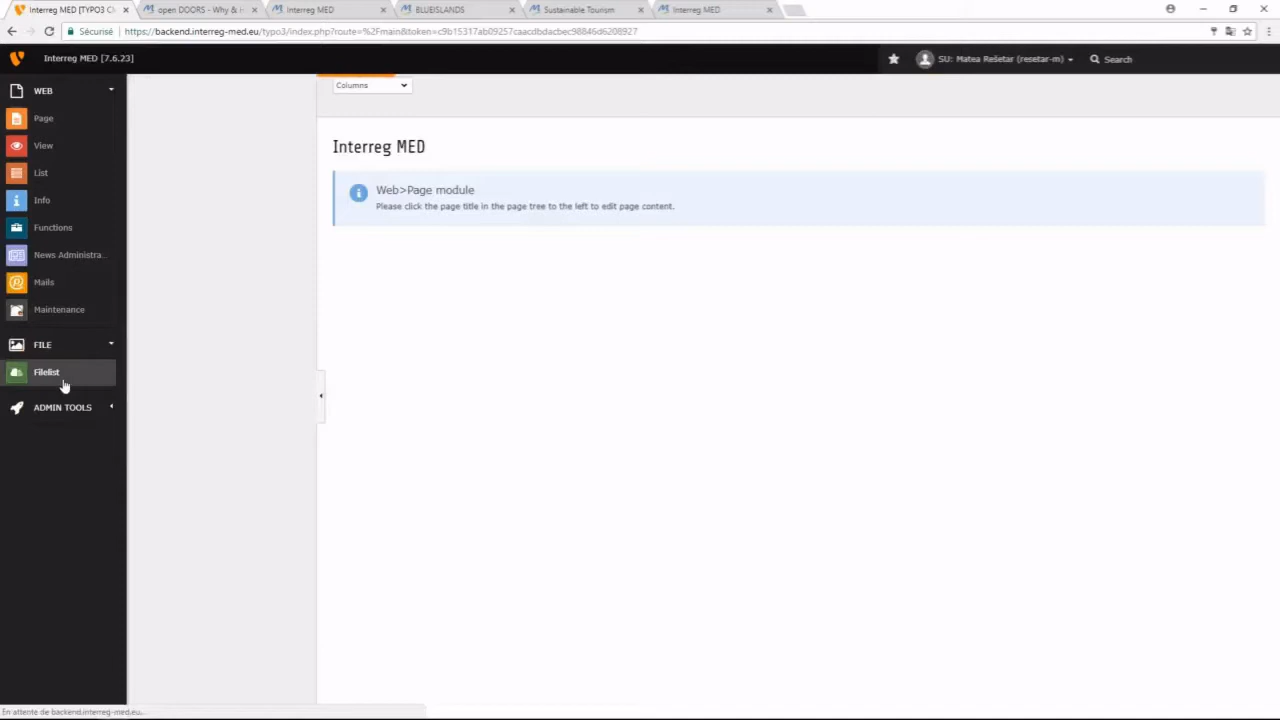 Interreg MED [TYPO3 C
open DOORS - Why & 
Interreg MED
BLUEISLANDS
Sustainable Tourism
Interreg MED
Sécurisé
https://backend.interreg-med.eu/typo3/index.php?route=%2Fmain&token=c9b15317ab09257caacdbdacbec98846d6208927
Interreg MED [7.6.23]
SU: Matea Rešetar (resetar-m)
Search
WEB
Page
View
List
Info
Functions
News Administra...
Mails
Maintenance
FILE
Filelist
ADMIN TOOLS
Columns
Interreg MED
Web>Page module
Please click the page title in the page tree to the left to edit page content.
En attente de backend.interreg-med.eu...